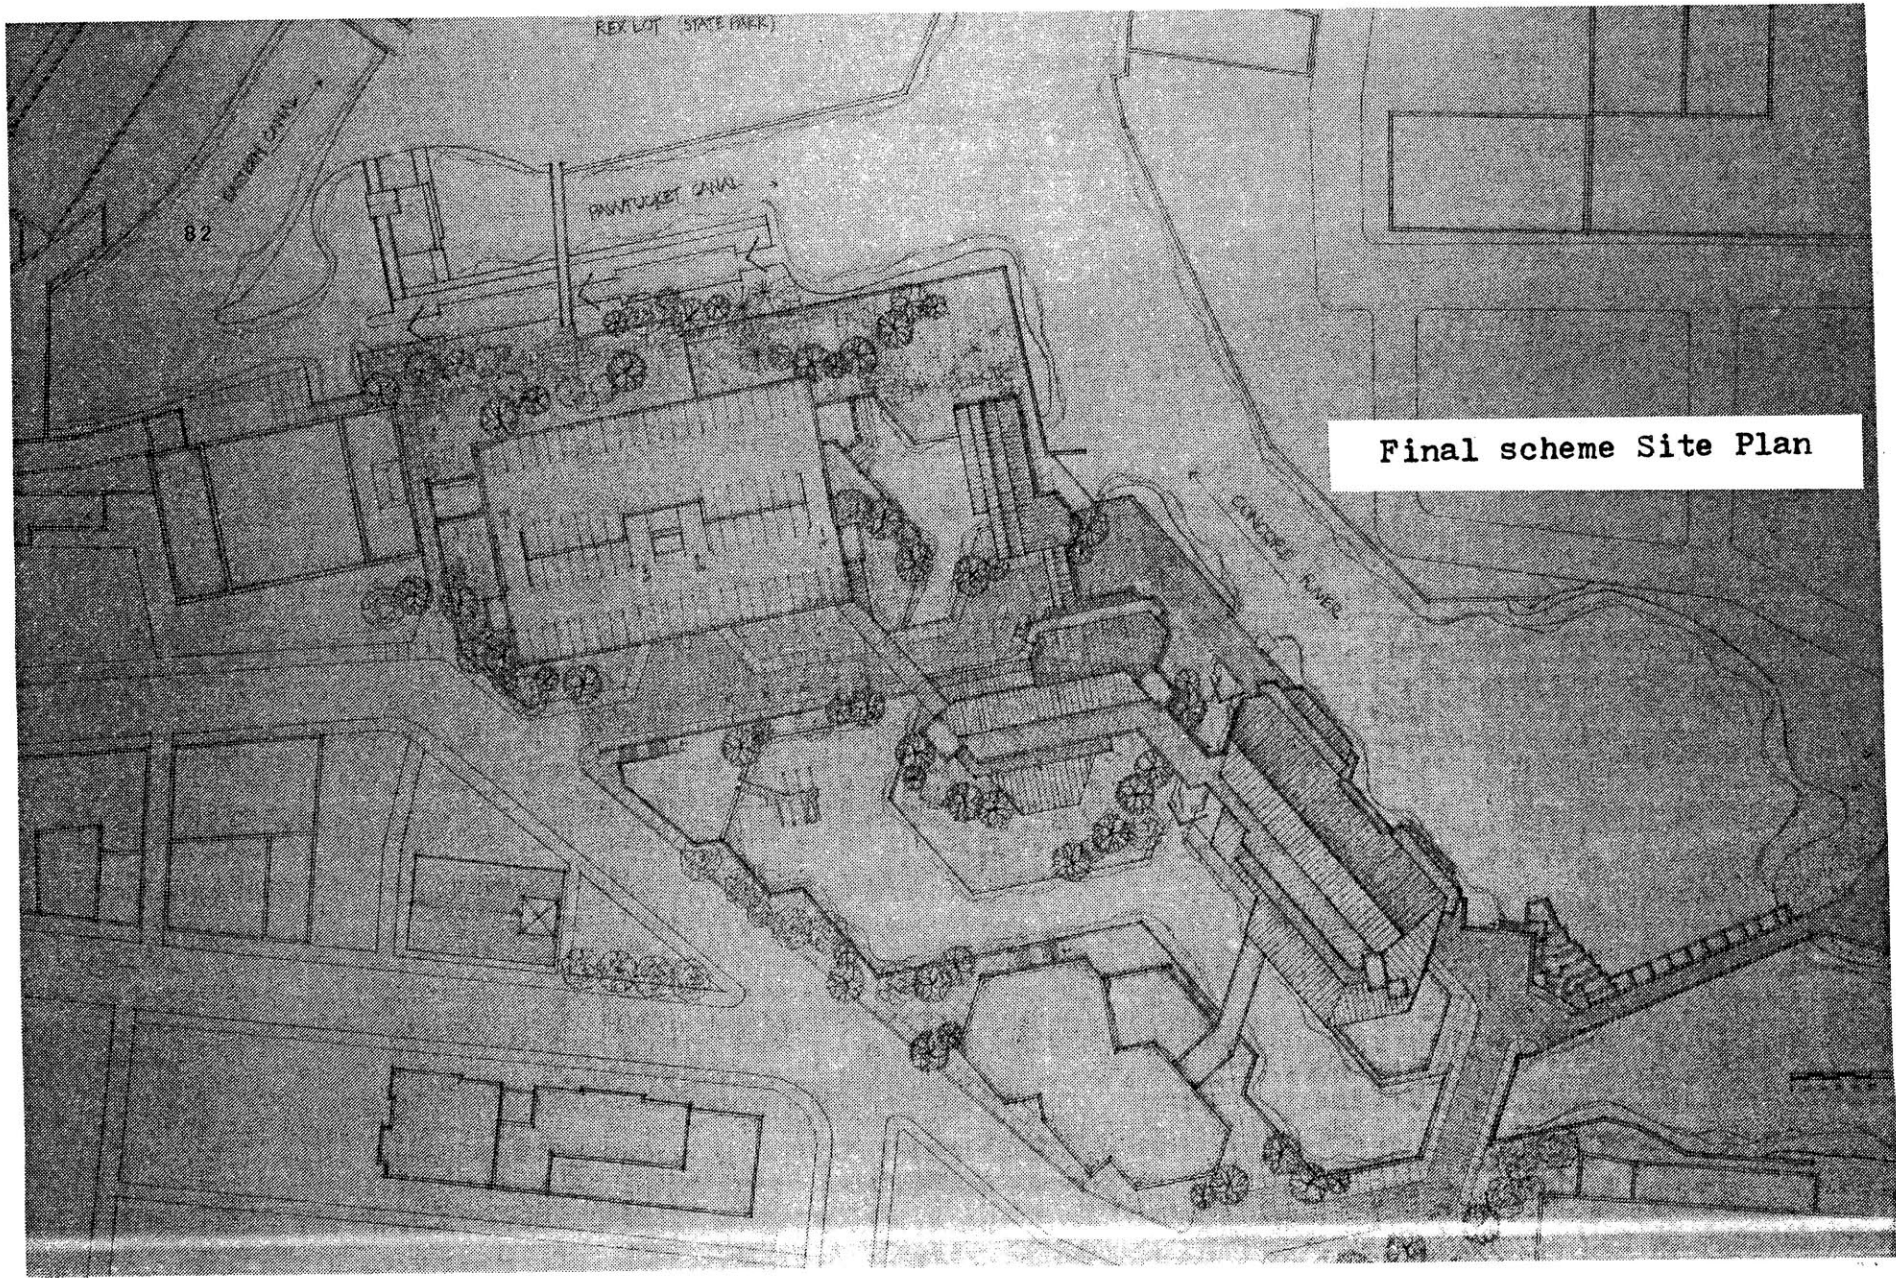 REX LOT (STATE PARK)
EASTERN CANAL
PAWTUCKET CANAL
82
Final scheme Site Plan
CONCORD RIVER